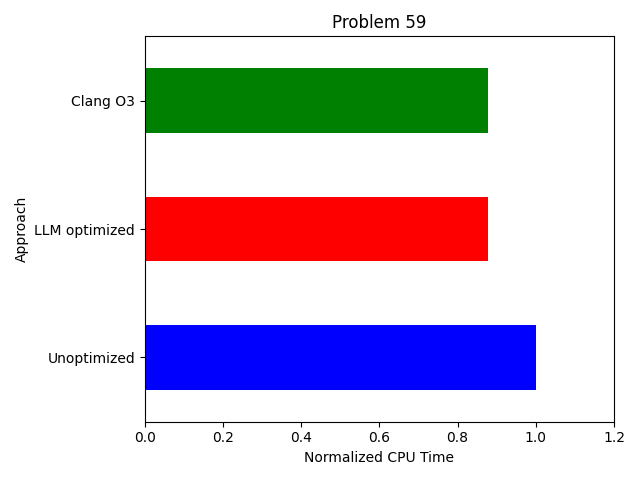 Problem 59
Clang O3
LLM optimized
Unoptimized
Approach
0.0 0.2 0.4 0.6 0.8 1.0 1.2
Normalized CPU Time